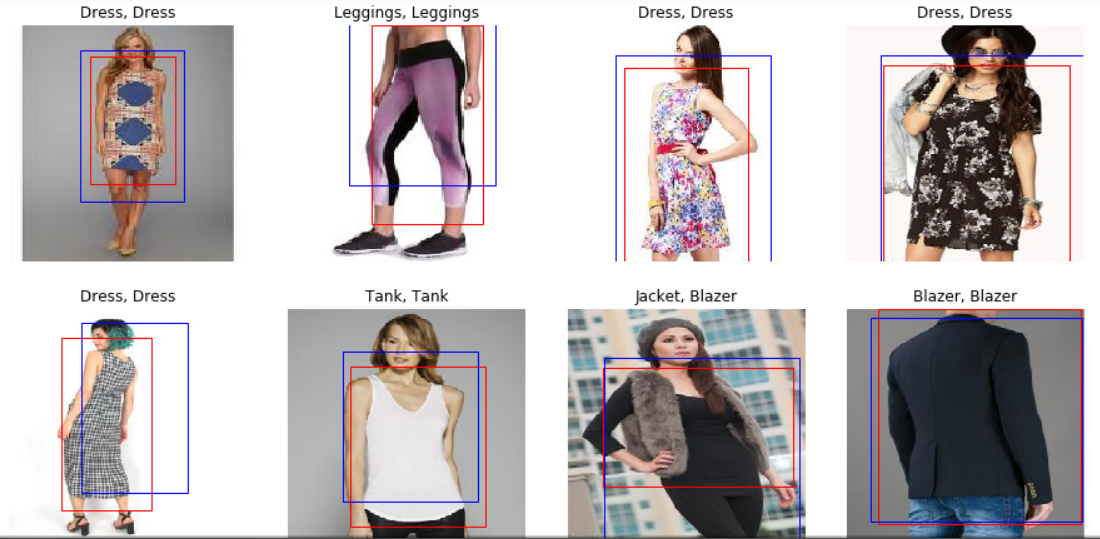 Dress, Dress
Leggings, Leggings
Dress, Dress
Dress, Dress
Dress, Dress
Tank, Tank
Jacket, Blazer
Blazer, Blazer